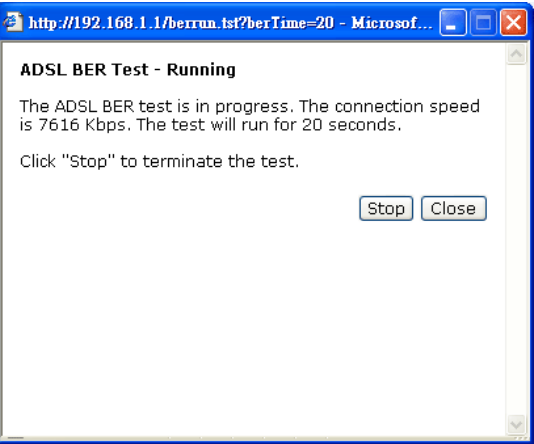 http://192.168.1.1/berrun.tst?berTime=20 - Microsof...
ADSL BER Test - Running
The ADSL BER test is in progress. The connection speed
is 7616 Kbps. The test will run for 20 seconds.
Click "Stop" to terminate the test.
Stop Close